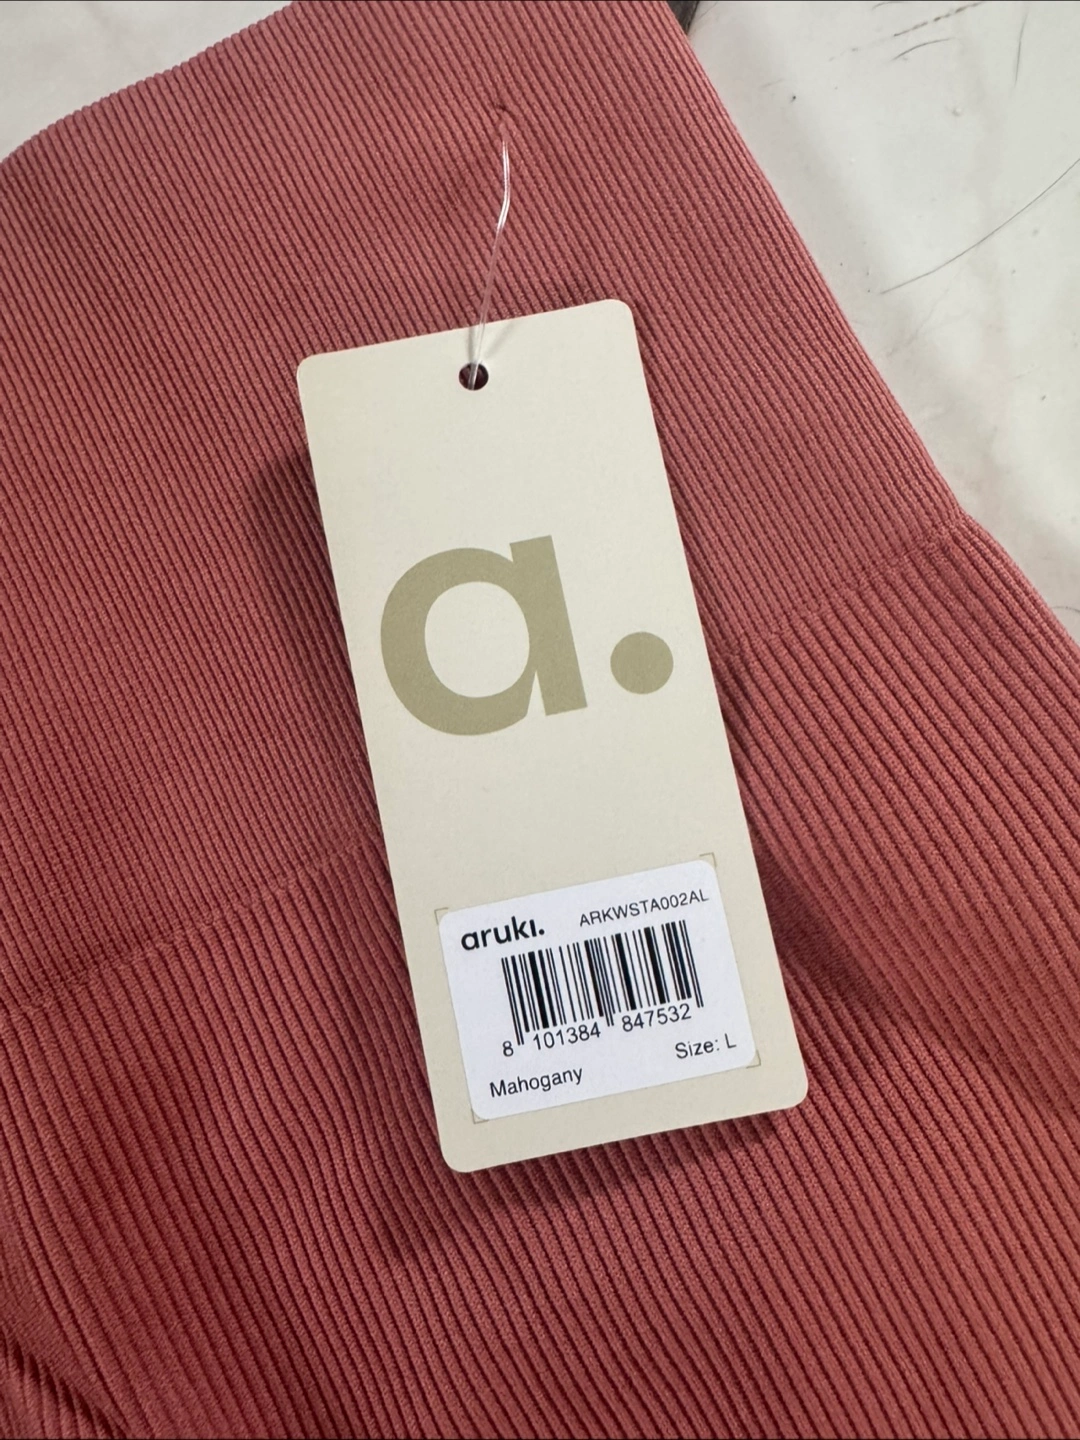 a.
aruki. ARKWSTA002AL
8 101384 847532
Mahogany Size: L